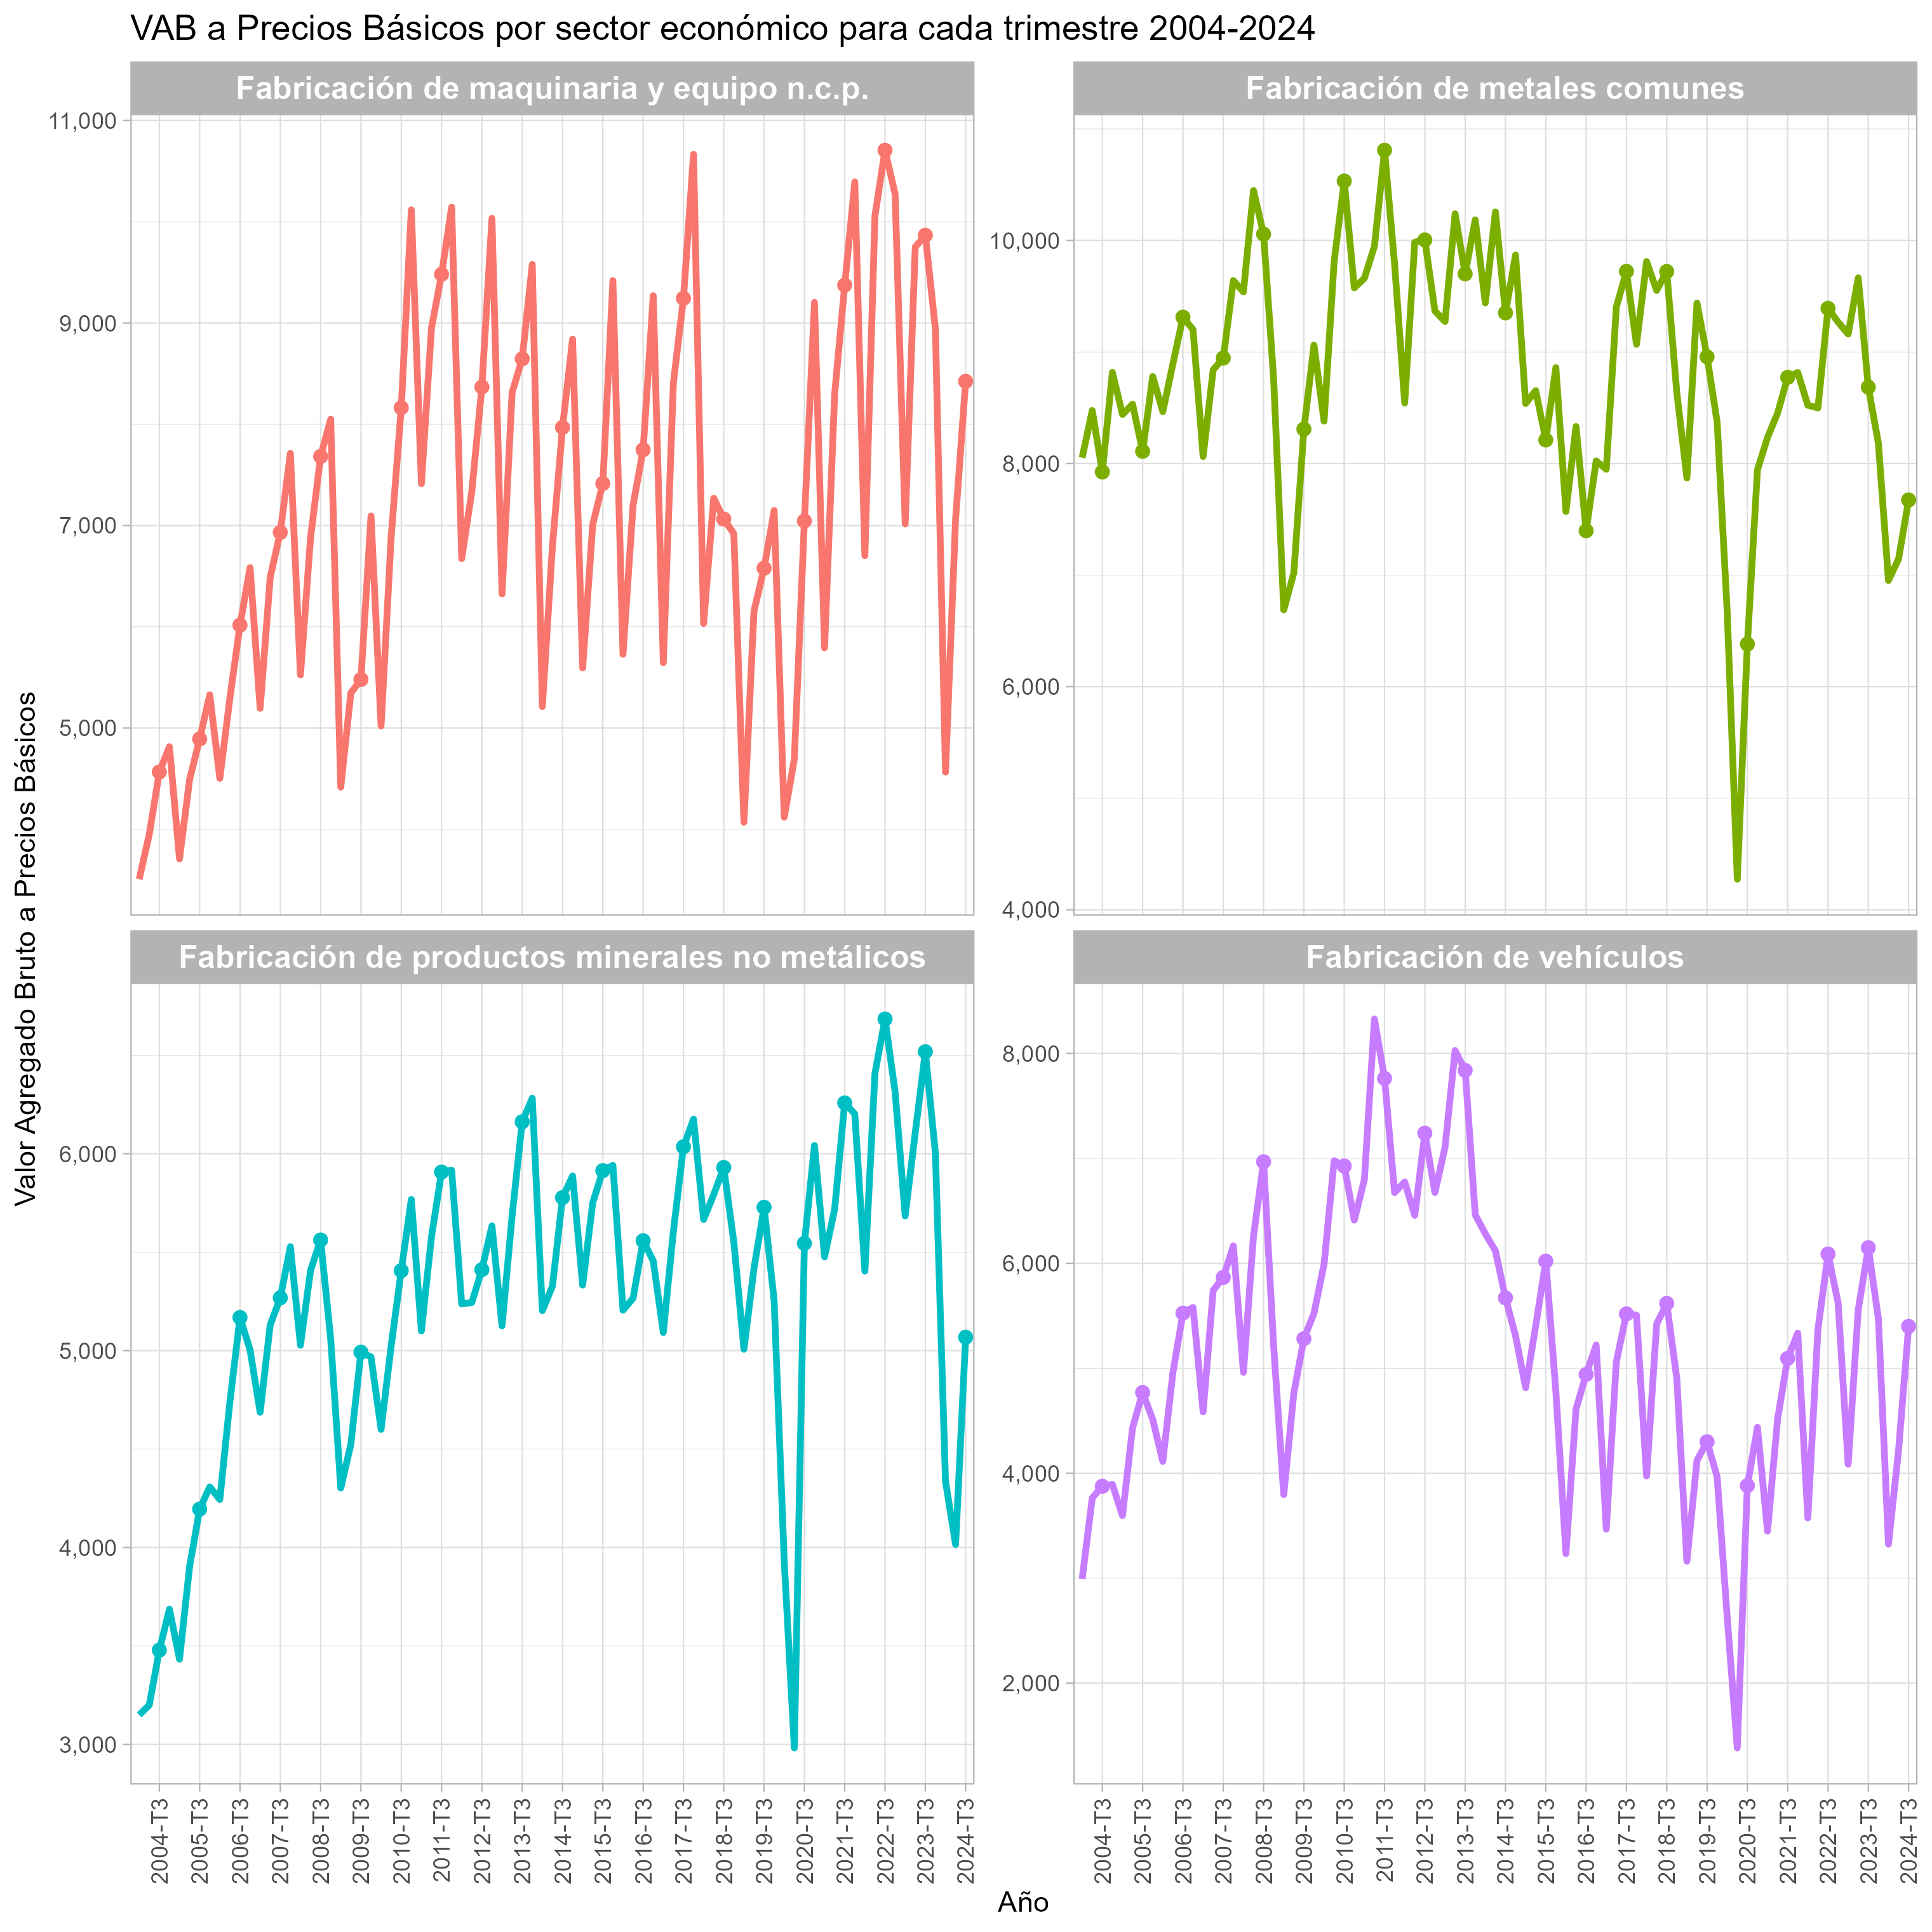 VAB a Precios Básicos por sector económico para cada trimestre 2004-2024
Fabricación de maquinaria y equipo n.c.p.
11,000
9,000
7,000
5,000
Fabricación de metales comunes
10,000
8,000
6,000
4,000
Valor Agregado Bruto a Precios Básicos
Fabricación de productos minerales no metálicos
6,000
5,000
4,000
3,000
Fabricación de vehículos
8,000
6,000
4,000
2,000
2004-T3
2005-T3
2006-T3
2007-T3
2008-T3
2009-T3
2010-T3
2011-T3
2012-T3
2013-T3
2014-T3
2015-T3
2016-T3
2017-T3
2018-T3
2019-T3
2020-T3
2021-T3
2022-T3
2023-T3
2024-T3
2004-T3
2005-T3
2006-T3
2007-T3
2008-T3
2009-T3
2010-T3
2011-T3
2012-T3
2013-T3
2014-T3
2015-T3
2016-T3
2017-T3
2018-T3
2019-T3
2020-T3
2021-T3
2022-T3
2023-T3
2024-T3
Año